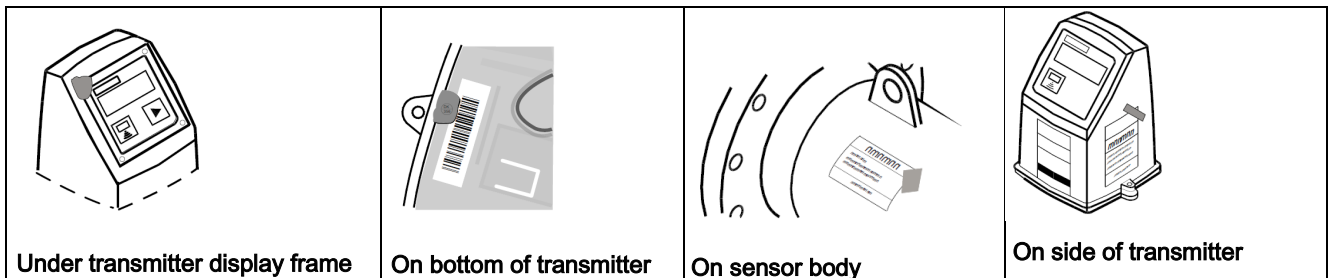 Under transmitter display frame
On bottom of transmitter
On sensor body
On side of transmitter